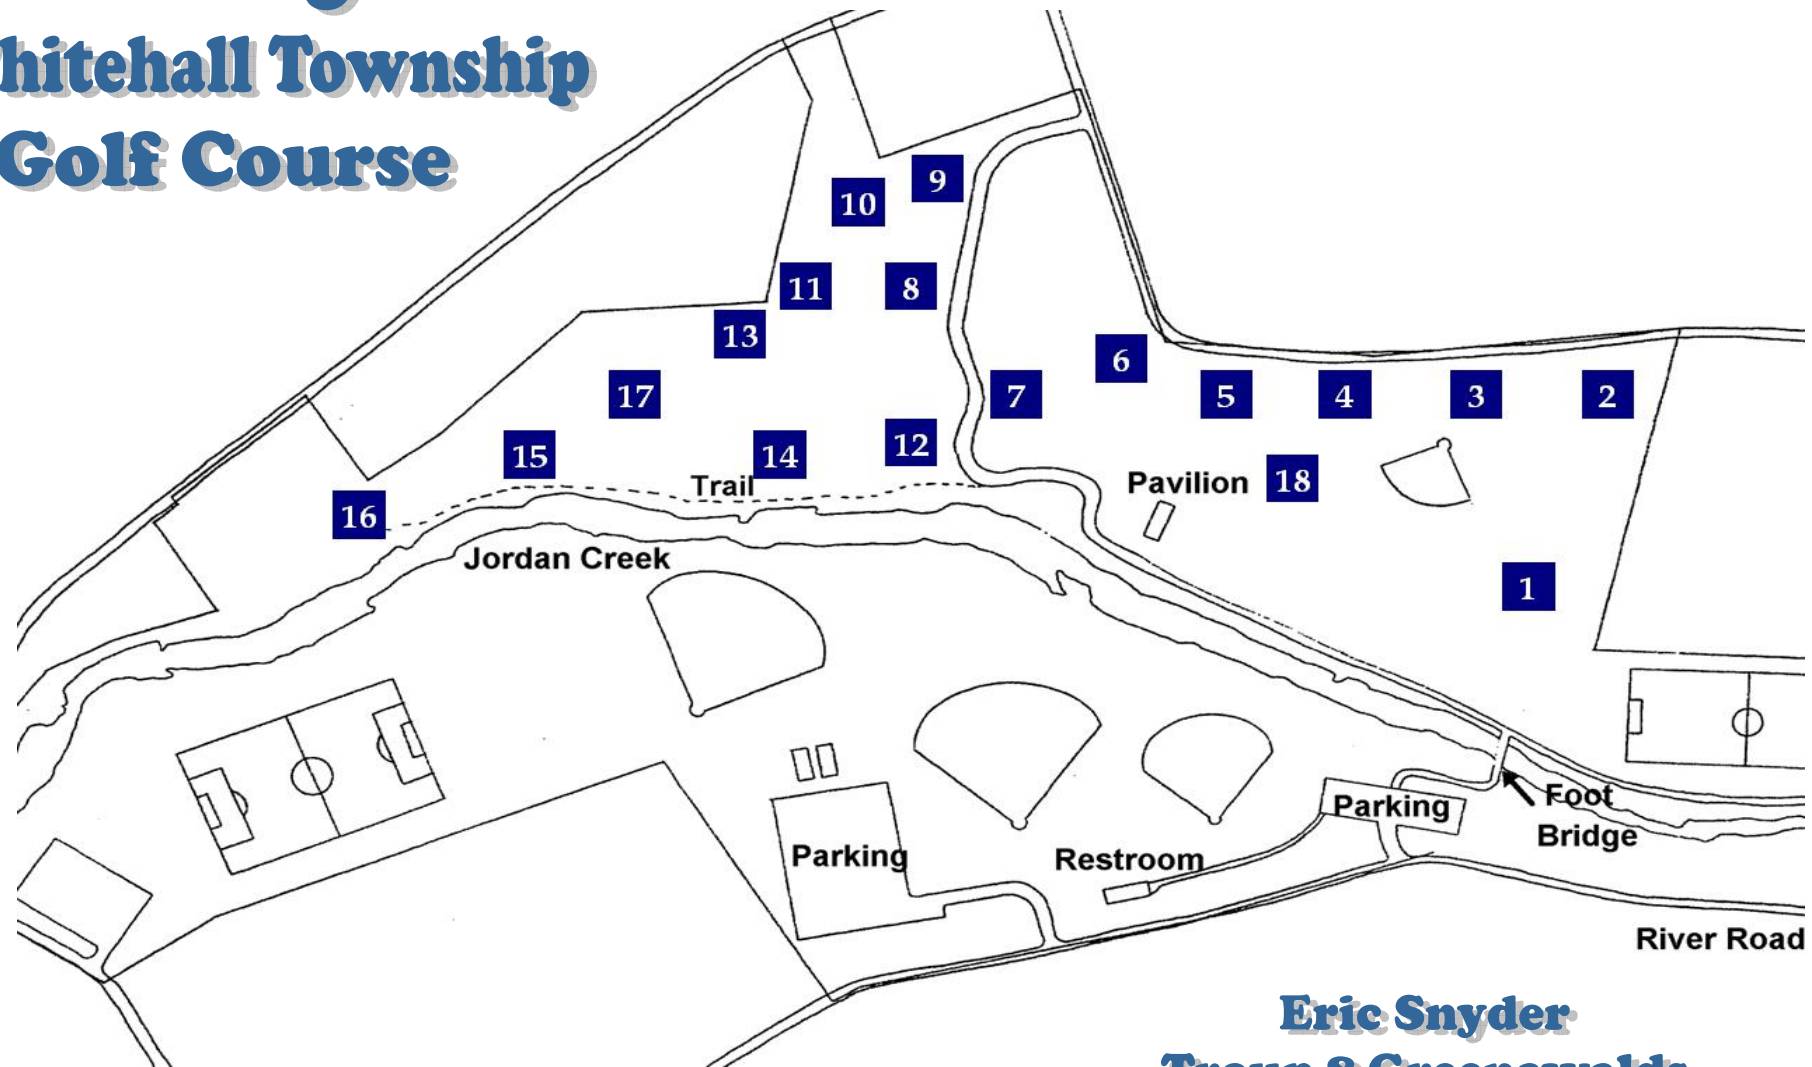 hitehall Township
Golf Course
9
10
11
8
13
6
17
7
5
4
3
2
12
15
14
Trail
Pavilion
18
16
Jordan Creek
1
Foot
Bridge
Parking
Parking
Restroom
River Road
Eric Snyder